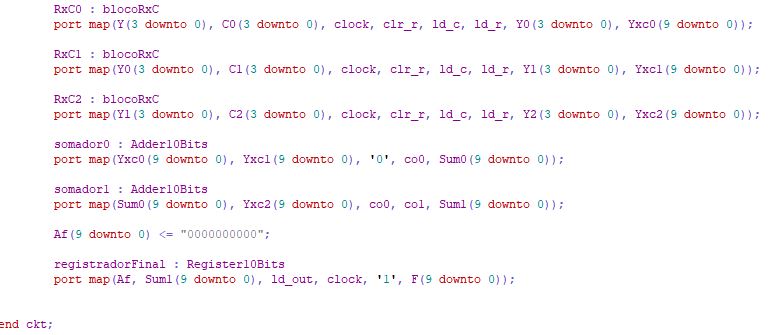 RxC0 : blocoRxC
port map(Y(3 downto 0), C0(3 downto 0), clock, clr_r, ld_c, ld_r, Y0(3 downto 0), Yxc0(9 downto 0));
RxC1 : blocoRxC
port map(Y0(3 downto 0), C1(3 downto 0), clock, clr_r, ld_c, ld_r, Y1(3 downto 0), Yxc1(9 downto 0));
RxC2 : blocoRxC
port map(Y1(3 downto 0), C2(3 downto 0), clock, clr_r, ld_c, ld_r, Y2(3 downto 0), Yxc2(9 downto 0));
somador0 : Adder10Bits
port map(Yxc0(9 downto 0), Yxc1(9 downto 0), '0', co0, Sum0(9 downto 0));
somador1 : Adder10Bits
port map(Sum0(9 downto 0), Yxc2(9 downto 0), co0, co1, Sum1(9 downto 0));
Af(9 downto 0) <= "0000000000";
registradorFinal : Register10Bits
port map(Af, Sum1(9 downto 0), ld_out, clock, '1', F(9 downto 0));
end ckt;